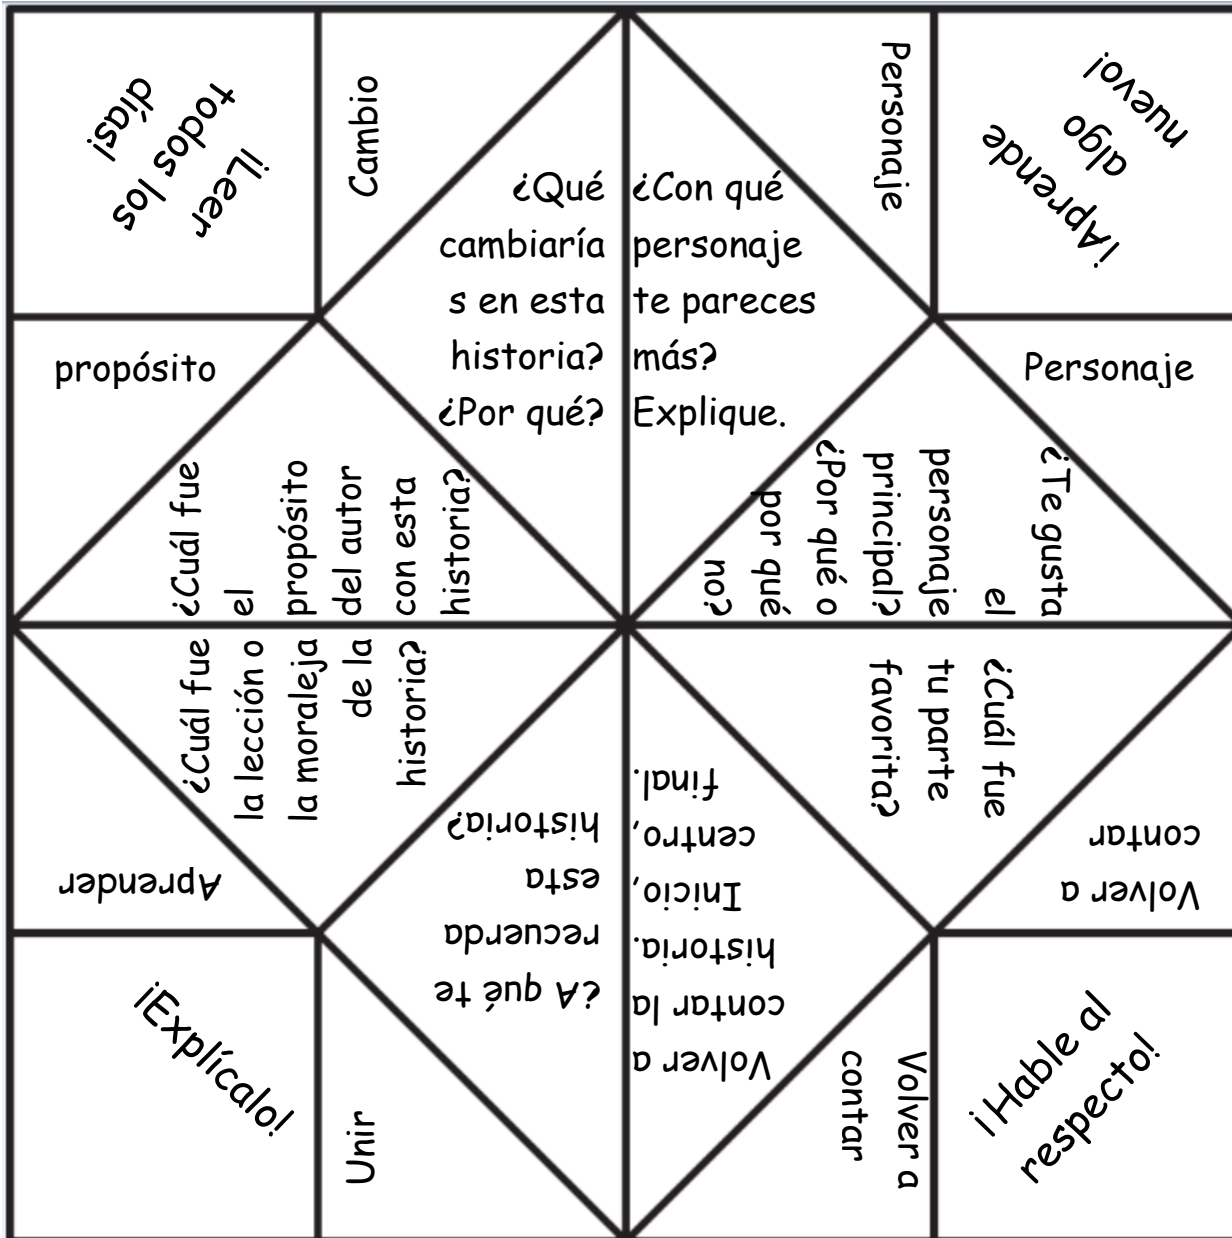 ¡Leer
todos los
días!
Cambio
Personaje
¡Aprende
algo
nuevo!
¿Qué
cambiaría
s en esta
historia?
¿Por qué?
¿Con qué
personaje
te pareces
más?
Explique.
propósito
Personaje
¿Cuál fue
el
propósito
del autor
con esta
historia?
¿Te gusta
el
personaje
principal?
¿Por qué o
por qué
no?
¿Cuál fue
la lección o
la moraleja
de la
historia?
¿Cuál fue
tu parte
favorita?
Aprender
¿A qué te
recuerda
esta
historia?
Volver a
contar la
historia.
Inicio,
centro,
final.
Volver a
contar
¡Explícalo!
Unir
Volver a
contar
¡Hable al
respecto!